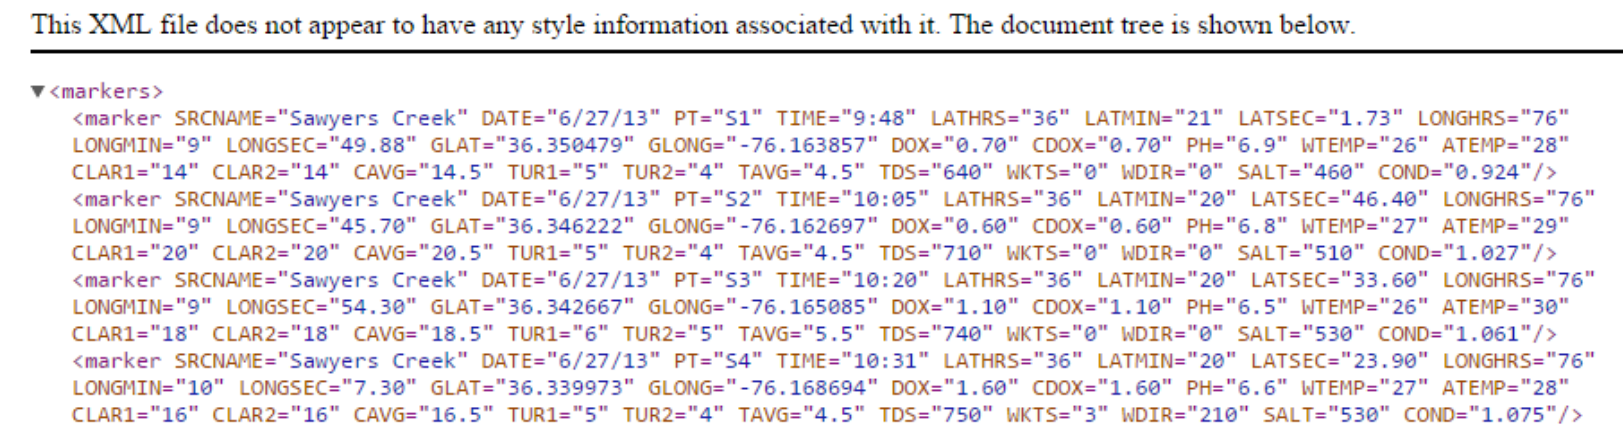 This XML file does not appear to have any style information associated with it. The document tree is shown below.
▼<markers>
<marker SRCNAME="Sawyers Creek" DATE="6/27/13" PT="S1" TIME="9:48" LATHRS="36" LATMIN="21" LATSEC="1.73" LONGHRS="76"
LONGMIN="9" LONGSEC="49.88" GLAT="36.350479" GLONG="-76.163857" DOX="0.70" CDOX="0.70" PH="6.9" WTEMP="26" ATEMP="28"
CLAR1="14" CLAR2="14" CAVG="14.5" TUR1="5" TUR2="4" TAVG="4.5" TDS="640" WKTS="0" WDIR="0" SALT="460" COND="0.924"/>
<marker SRCNAME="Sawyers Creek" DATE="6/27/13" PT="S2" TIME="10:05" LATHRS="36" LATMIN="20" LATSEC="46.40" LONGHRS="76"
LONGMIN="9" LONGSEC="45.70" GLAT="36.346222" GLONG="-76.162697" DOX="0.60" CDOX="0.60" PH="6.8" WTEMP="27" ATEMP="29"
CLAR1="20" CLAR2="20" CAVG="20.5" TUR1="5" TUR2="4" TAVG="4.5" TDS="710" WKTS="0" WDIR="0" SALT="510" COND="1.027"/>
<marker SRCNAME="Sawyers Creek" DATE="6/27/13" PT="S3" TIME="10:20" LATHRS="36" LATMIN="20" LATSEC="33.60" LONGHRS="76"
LONGMIN="9" LONGSEC="54.30" GLAT="36.342667" GLONG="-76.165085" DOX="1.10" CDOX="1.10" PH="6.5" WTEMP="26" ATEMP="30"
CLAR1="18" CLAR2="18" CAVG="18.5" TUR1="6" TUR2="5" TAVG="5.5" TDS="740" WKTS="0" WDIR="0" SALT="530" COND="1.061"/>
<marker SRCNAME="Sawyers Creek" DATE="6/27/13" PT="S4" TIME="10:31" LATHRS="36" LATMIN="20" LATSEC="23.90" LONGHRS="76"
LONGMIN="10" LONGSEC="7.30" GLAT="36.339973" GLONG="-76.168694" DOX="1.60" CDOX="1.60" PH="6.6" WTEMP="27" ATEMP="28"
CLAR1="16" CLAR2="16" CAVG="16.5" TUR1="5" TUR2="4" TAVG="4.5" TDS="750" WKTS="3" WDIR="210" SALT="530" COND="1.075"/>